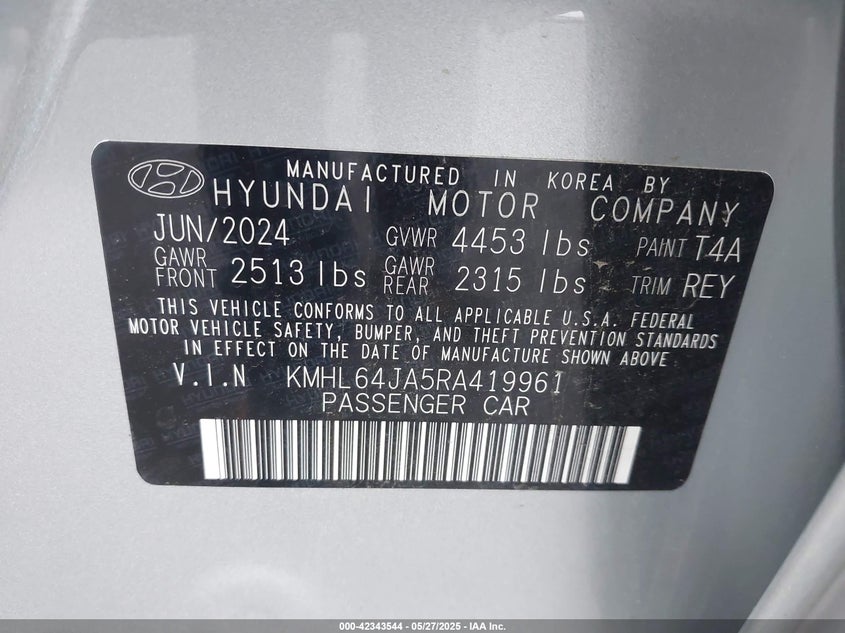 MANUFACTURED IN KOREA BY
HYUNDAI MOTOR COMPANY
JUN/2024 GVWR 4453 lbs PAINT T4A
GAWR FRONT 2513 lbs GAWR REAR 2315 lbs TRIM REY
THIS VEHICLE CONFORMS TO ALL APPLICABLE U.S.A. FEDERAL
MOTOR VEHICLE SAFETY, BUMPER, AND THEFT PREVENTION STANDARDS
IN EFFECT ON THE DATE OF MANUFACTURE SHOWN ABOVE.
V.I.N KMHL64JA5RA419961
PASSENGER CAR
000-42343544 — 05/27/2025 — IAA Inc.